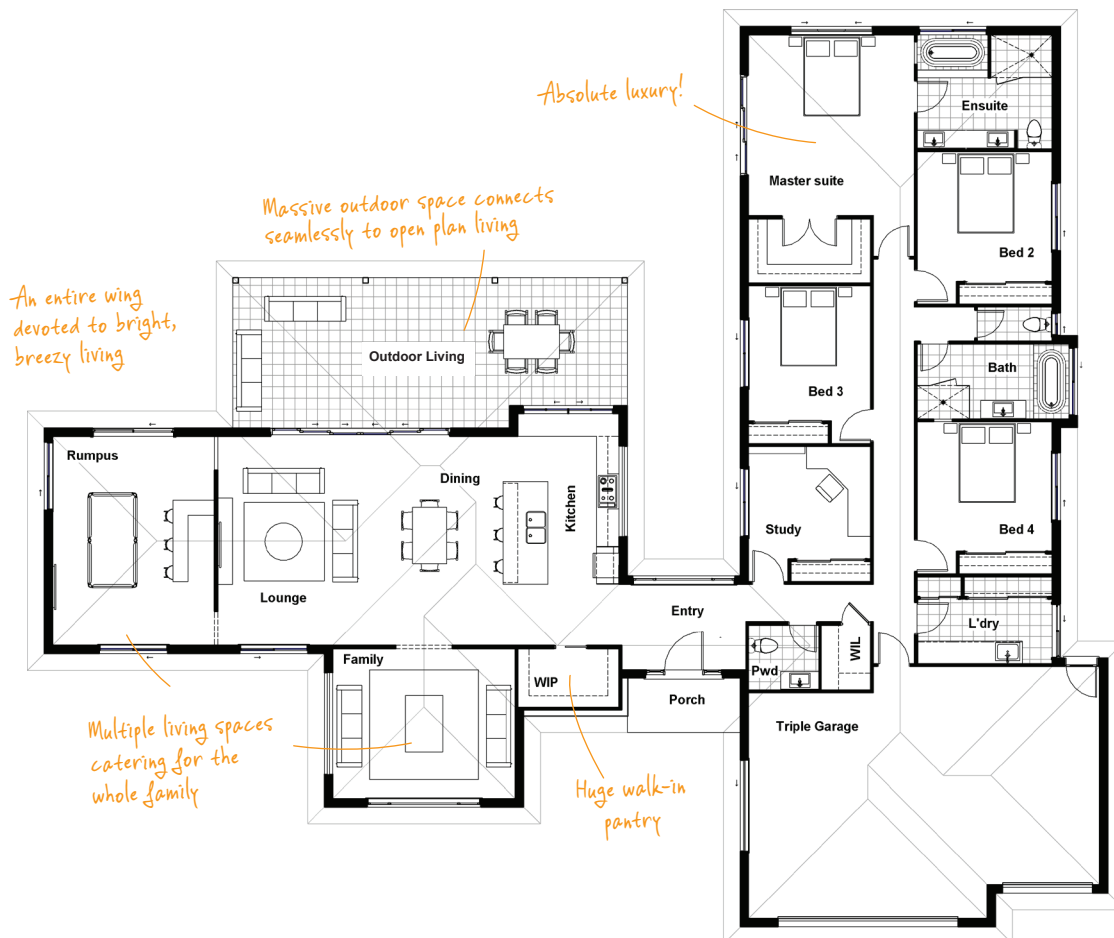 Absolute luxury!
Ensuite
Master suite
Massive outdoor space connects
seamlessly to open plan living
Bed 2
An entire wing
devoted to bright,
breezy living
Outdoor Living
Bath
Bed 3
Rumpus
Dining
Kitchen
Study
Bed 4
Lounge
Entry
L'dry
Family
WIP
Pwd
WIL
Porch
Triple Garage
Multiple living spaces
catering for the
whole family
Huge walk-in
pantry